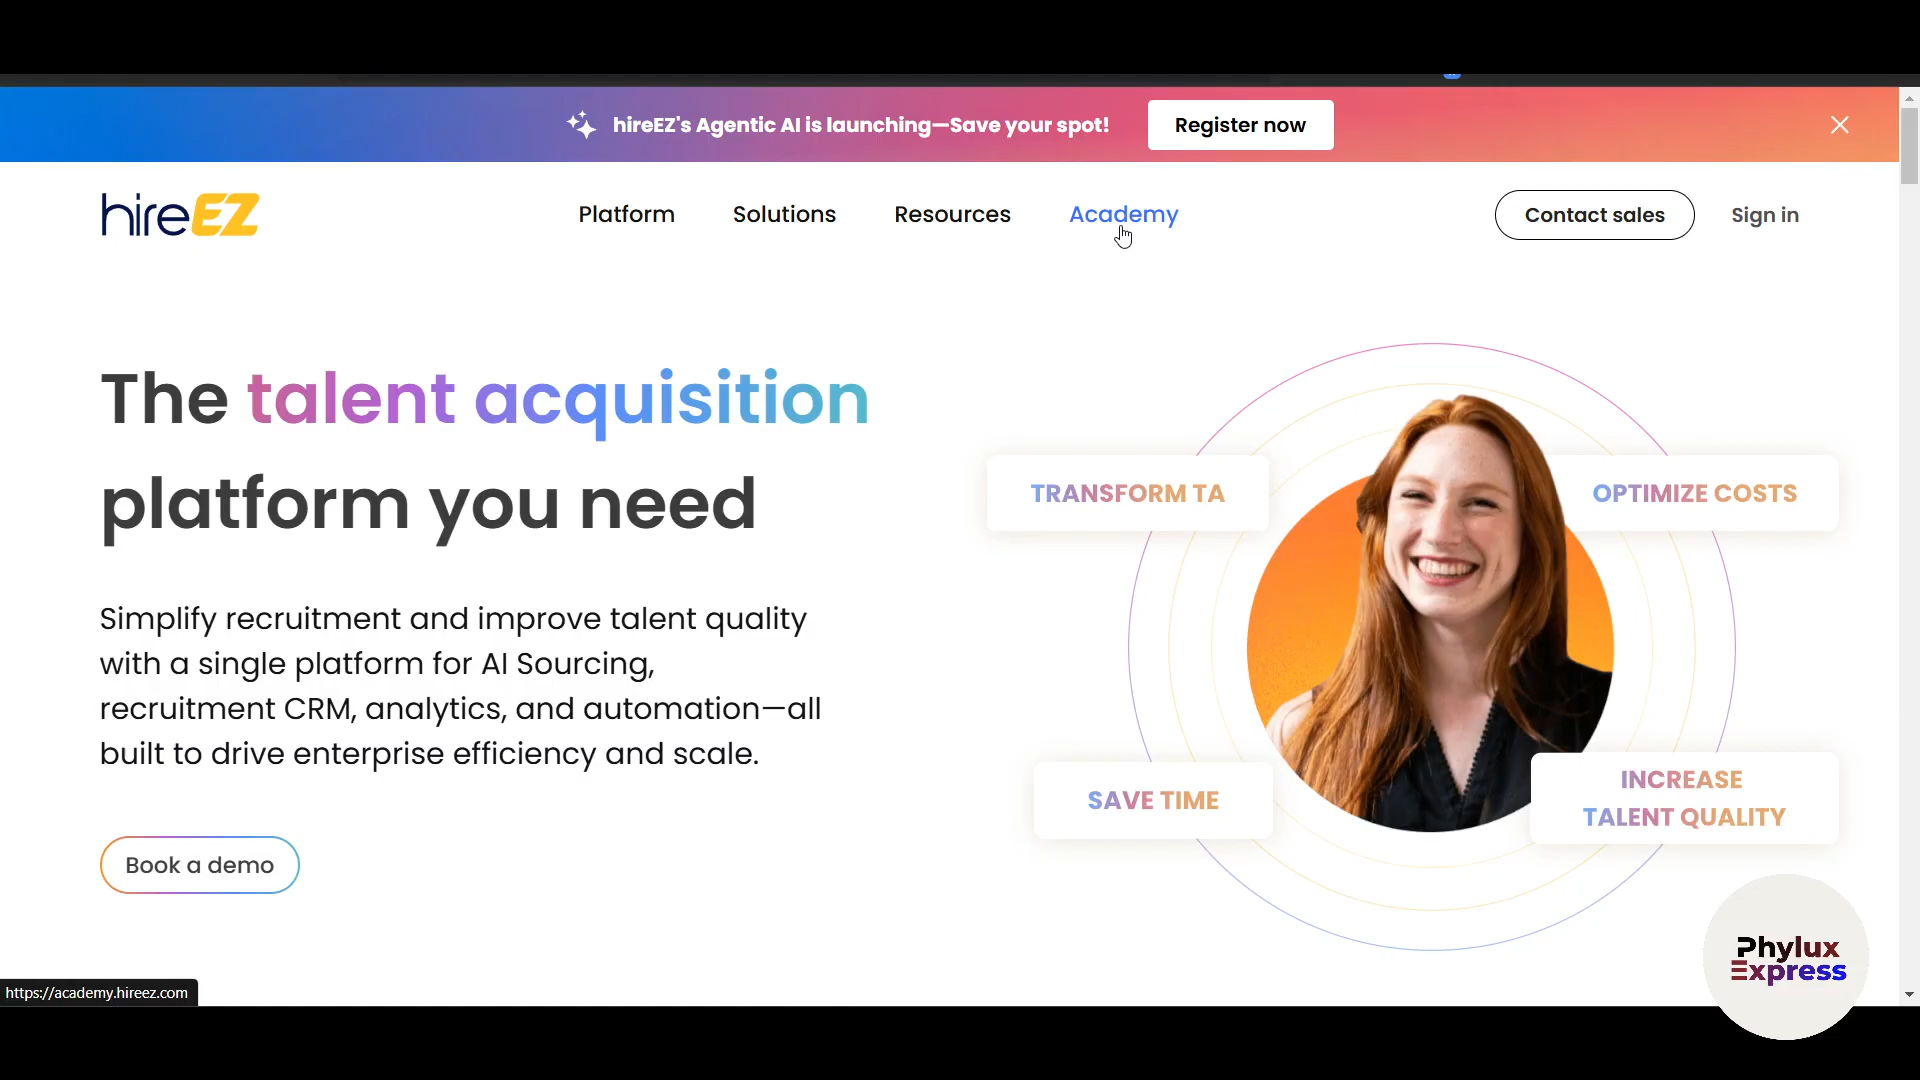 hireEZ's Agentic AI is launching—Save your spot!
Register now
hireEZ
Platform
Solutions
Resources
Academy
Contact sales
Sign in
The talent acquisition
platform you need
Simplify recruitment and improve talent quality
with a single platform for AI Sourcing,
recruitment CRM, analytics, and automation—all
built to drive enterprise efficiency and scale.
Book a demo
TRANSFORM TA
OPTIMIZE COSTS
SAVE TIME
INCREASE
TALENT QUALITY
Phylux
Express
https://academy.hireez.com